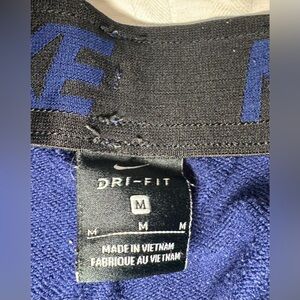 KE N
DRI-FIT
M
M M M
MADE IN VIETNAM
FABRIQUÉ AU VIETNAM